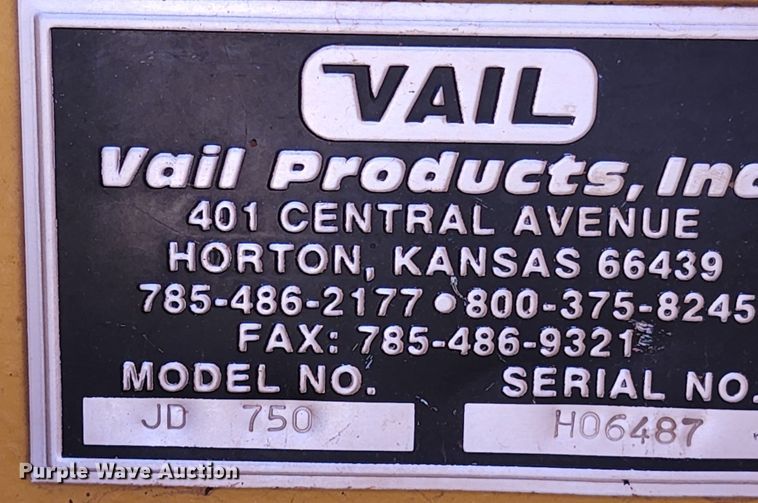 VAIL
Vail Products, Inc
401 CENTRAL AVENUE
HORTON, KANSAS 66439
785-486-2177 • 800-375-8245
FAX: 785-486-9321
MODEL NO. SERIAL NO.
JD 750 H06487
Purple Wave Auction